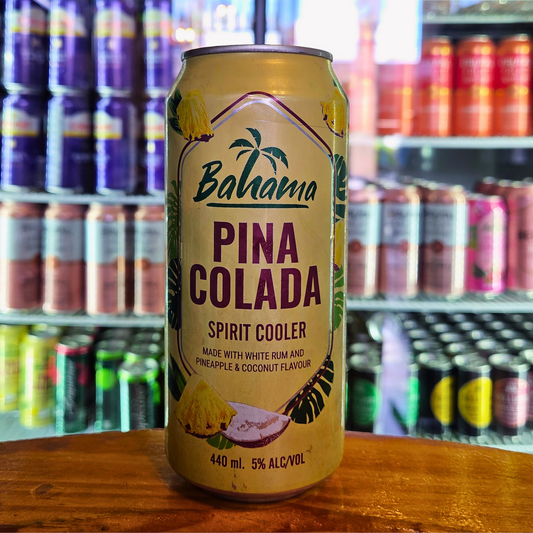 Bahama
PINA
COLADA
SPIRIT COOLER
MADE WITH WHITE RUM AND
PINEAPPLE & COCONUT FLAVOUR
440 ml. 5% ALC/VOL